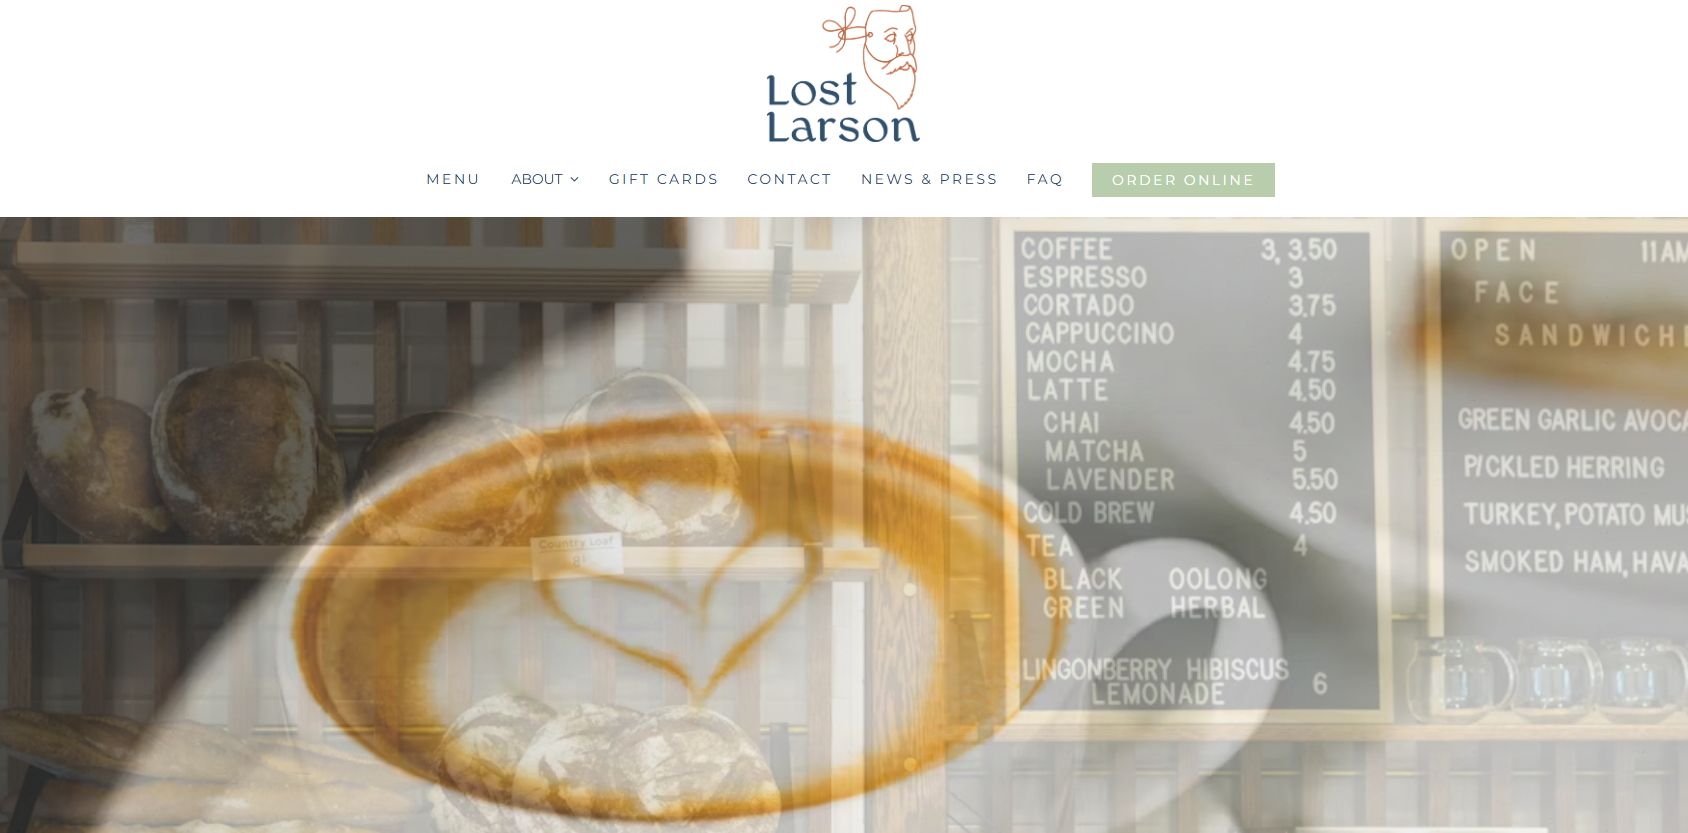 Lost
Larson
MENU ABOUT GIFT CARDS CONTACT NEWS & PRESS FAQ ORDER ONLINE
COFFEE 3, 3.50
ESPRESSO 3
CORTADO 3.75
CAPPUCCINO 4
MOCHA 4.75
LATTE 4.50
CHAI 4.50
MATCHA 5
LAVENDER 5.50
COLD BREW 4.50
TEA 4
BLACK OOLONG
GREEN HERBAL
LINGONBERRY HIBISCUS
LEMONADE 6
OPEN 11AM
FACE
SANDWICHE
GREEN GARLIC AVOCA
PICKLED HERRING
TURKEY, POTATO MUS
SMOKED HAM, HAVA
Country Loaf